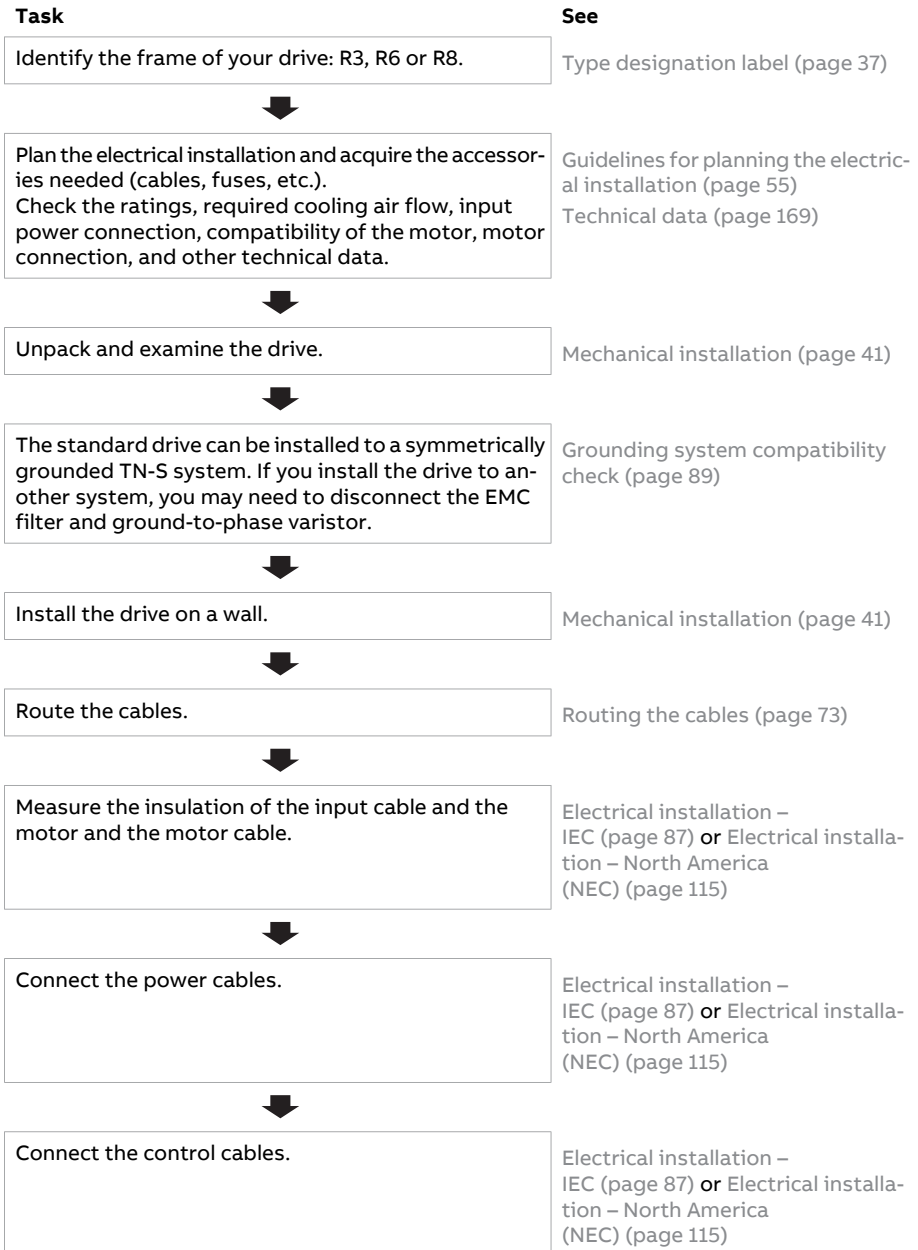 Task See
Identify the frame of your drive: R3, R6 or R8.
Type designation label (page 37)
Plan the electrical installation and acquire the accessor-
ies needed (cables, fuses, etc.).
Check the ratings, required cooling air flow, input
power connection, compatibility of the motor, motor
connection, and other technical data.
Guidelines for planning the electric-
al installation (page 55)
Technical data (page 169)
Unpack and examine the drive.
Mechanical installation (page 41)
The standard drive can be installed to a symmetrically
grounded TN-S system. If you install the drive to an-
other system, you may need to disconnect the EMC
filter and ground-to-phase varistor.
Grounding system compatibility
check (page 89)
Install the drive on a wall.
Mechanical installation (page 41)
Route the cables.
Routing the cables (page 73)
Measure the insulation of the input cable and the
motor and the motor cable.
Electrical installation –
IEC (page 87) or Electrical installa-
tion – North America
(NEC) (page 115)
Connect the power cables.
Electrical installation –
IEC (page 87) or Electrical installa-
tion – North America
(NEC) (page 115)
Connect the control cables.
Electrical installation –
IEC (page 87) or Electrical installa-
tion – North America
(NEC) (page 115)